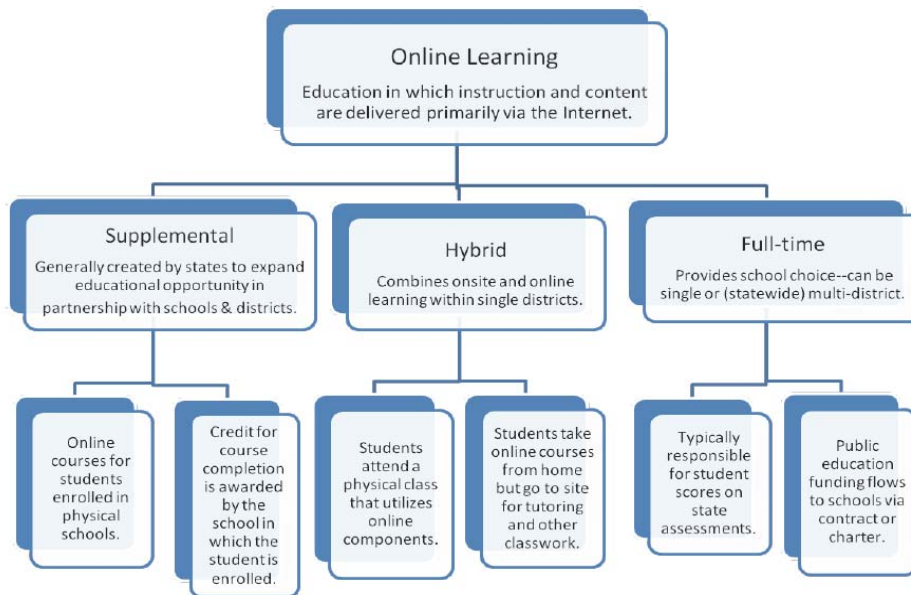 Online Learning
Education in which instruction and content
are delivered primarily via the Internet.
Supplemental
Generally created by states to expand
educational opportunity in
partnership with schools & districts.
Hybrid
Combines onsite and online
learning within single districts.
Full-time
Provides school choice--can be
single or (statewide) multi-district.
Online
courses for
students
enrolled in
physical
schools.
Credit for
course
completion
is awarded
by the
school in
which the
student is
enrolled.
Students
attend a
physical class
that utilizes
online
components.
Students take
online courses
from home
but go to site
for tutoring
and other
classwork.
Typically
responsible
for student
scores on
state
assessments.
Public
education
funding flows
to schools via
contract or
charter.